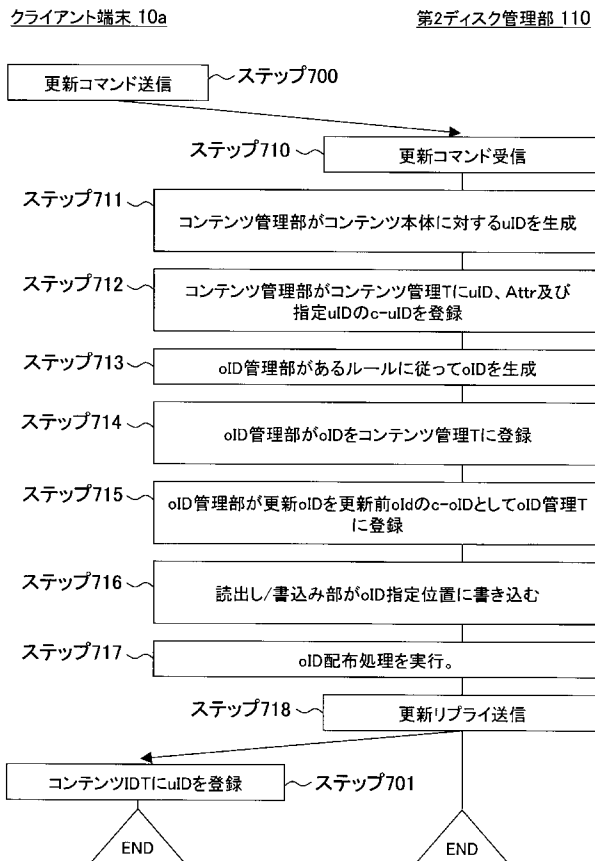 クライアント端末 10a
第2ディスク管理部 110
更新コマンド送信
ステップ700
ステップ710
更新コマンド受信
ステップ711
コンテンツ管理部がコンテンツ本体に対するuIDを生成
ステップ712
コンテンツ管理部がコンテンツ管理TにuID、Attr及び
指定uIDのc-uIDを登録
ステップ713
oID管理部があるルールに従ってoIDを生成
ステップ714
oID管理部がoIDをコンテンツ管理Tに登録
ステップ715
oID管理部が更新oIDを更新前oIdのc-oIDとしてoID管理T
に登録
ステップ716
読出し/書込み部がoID指定位置に書き込む
ステップ717
oID配布処理を実行。
ステップ718
更新リプライ送信
コンテンツIDTにuIDを登録
ステップ701
END
END